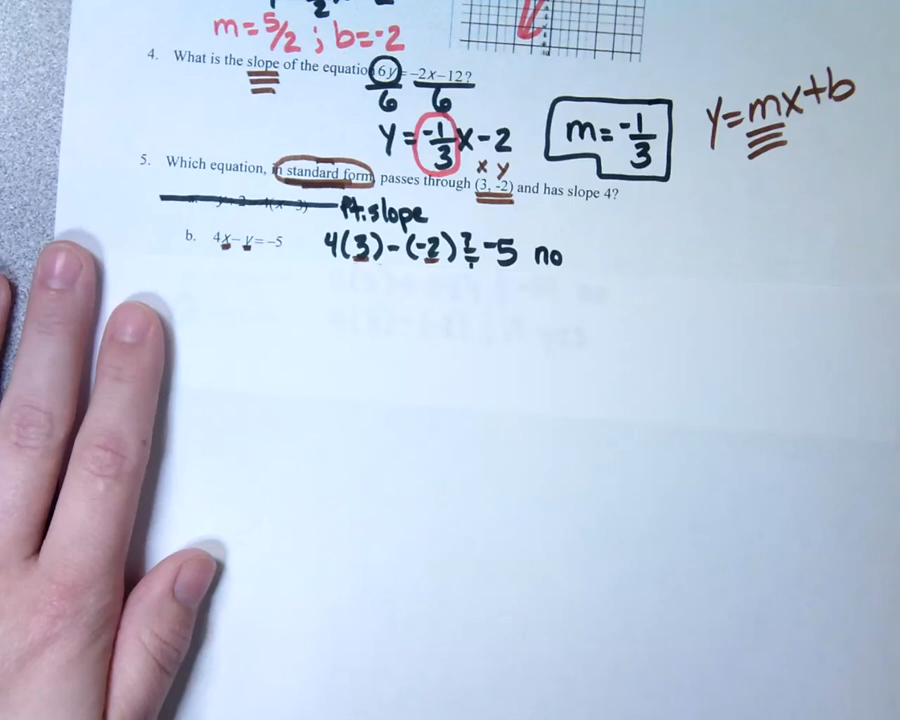 m=5/2 ; b=-2
4. What is the slope of the equation 6y=-2x-12?
6 6
y=-1/3x-2
m=-1/3
y=mx+b
x y
5. Which equation, in standard form, passes through (3, -2) and has slope 4?
Pt. slope
b. 4x-y=-5 4(3)-(-2)?=-5 no